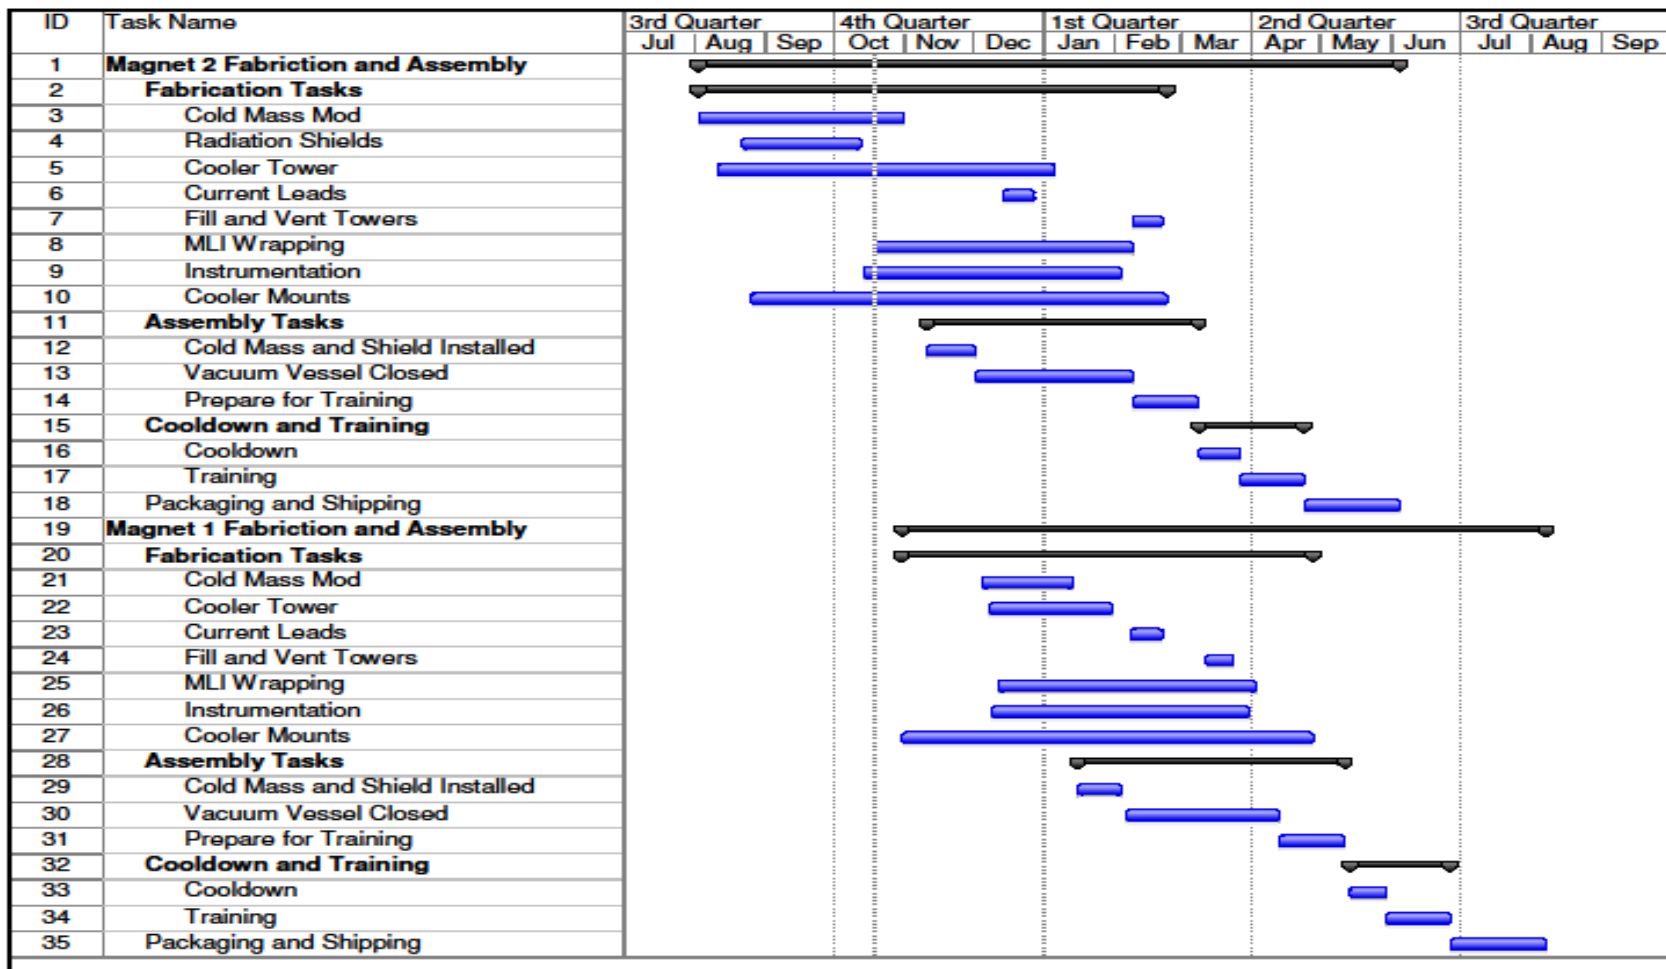 ID Task Name 3rd Quarter 4th Quarter 1st Quarter 2nd Quarter 3rd Quarter
Jul Aug Sep Oct Nov Dec Jan Feb Mar Apr May Jun Jul Aug Sep
1 Magnet 2 Fabriction and Assembly
2 Fabrication Tasks
3 Cold Mass Mod
4 Radiation Shields
5 Cooler Tower
6 Current Leads
7 Fill and Vent Towers
8 MLI Wrapping
9 Instrumentation
10 Cooler Mounts
11 Assembly Tasks
12 Cold Mass and Shield Installed
13 Vacuum Vessel Closed
14 Prepare for Training
15 Cooldown and Training
16 Cooldown
17 Training
18 Packaging and Shipping
19 Magnet 1 Fabriction and Assembly
20 Fabrication Tasks
21 Cold Mass Mod
22 Cooler Tower
23 Current Leads
24 Fill and Vent Towers
25 MLI Wrapping
26 Instrumentation
27 Cooler Mounts
28 Assembly Tasks
29 Cold Mass and Shield Installed
30 Vacuum Vessel Closed
31 Prepare for Training
32 Cooldown and Training
33 Cooldown
34 Training
35 Packaging and Shipping